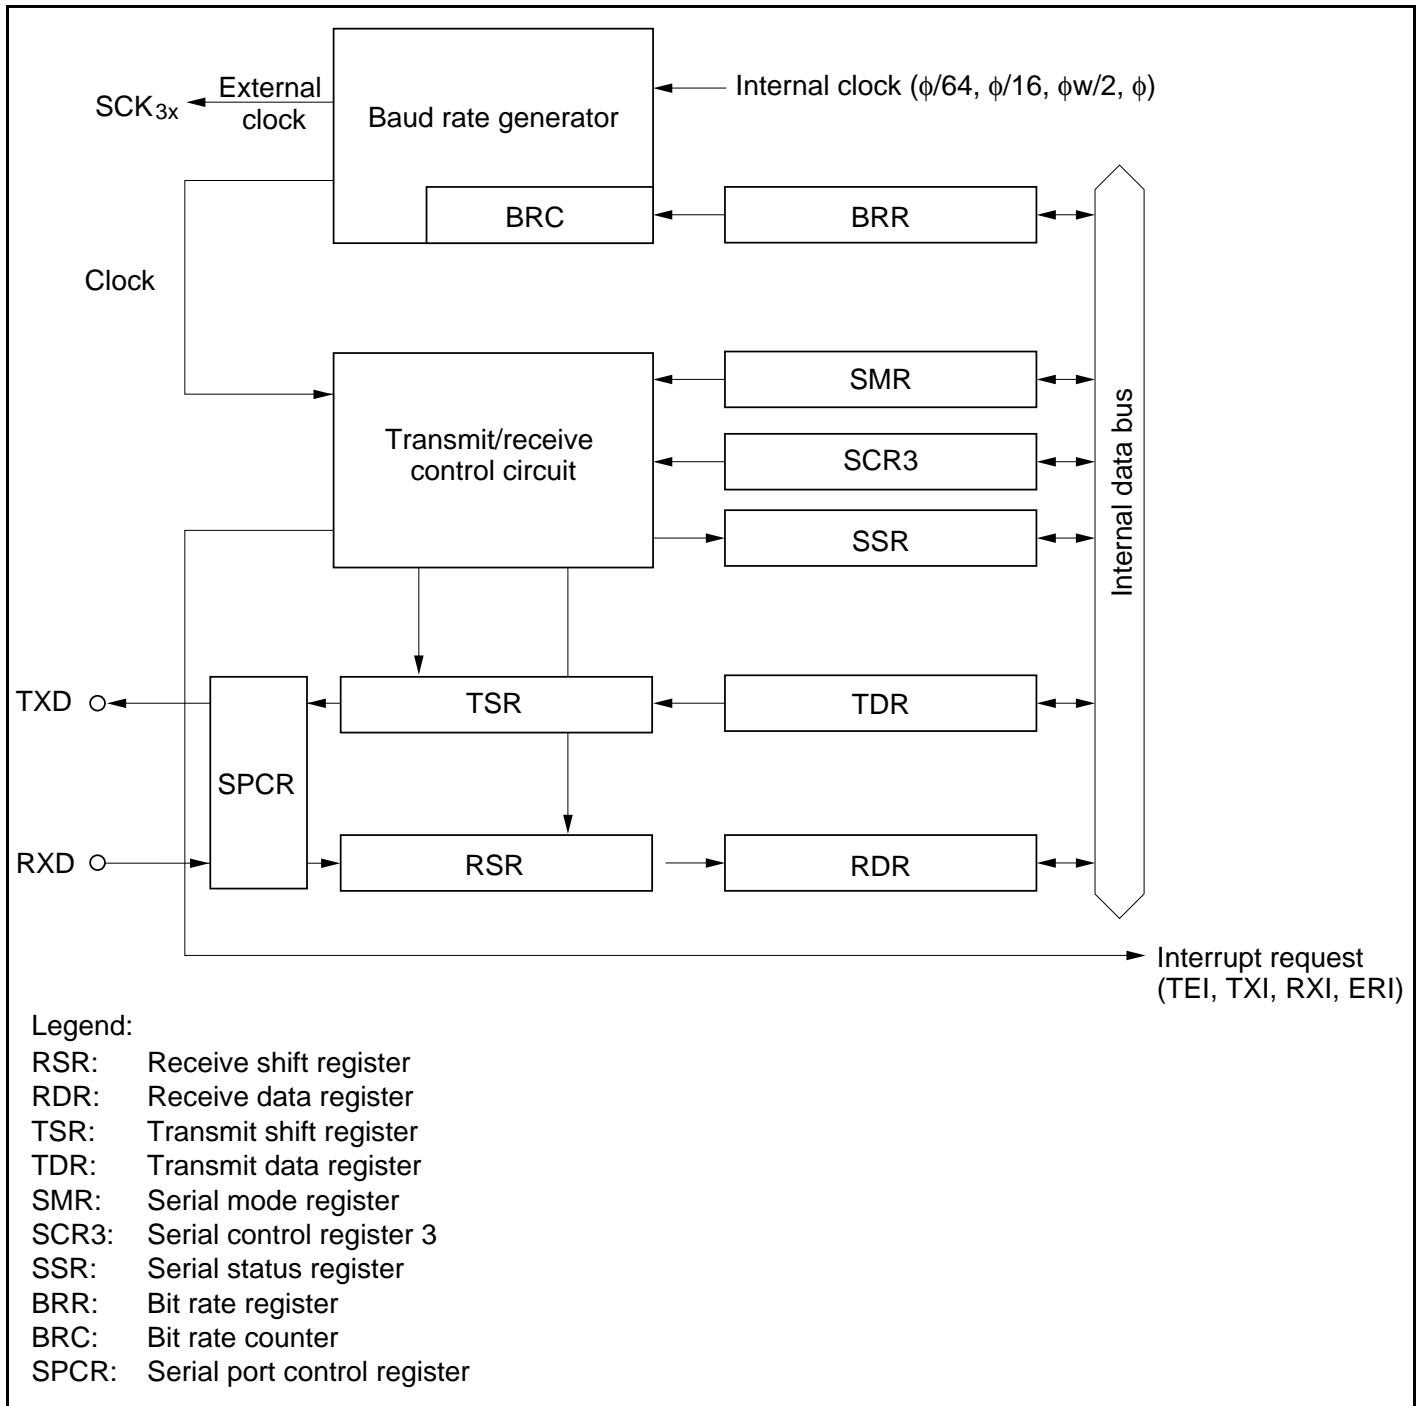 Internal clock (ϕ/64, ϕ/16, ϕw/2, ϕ)
External
clock
SCK3x
Baud rate generator
BRC
BRR
Clock
SMR
Transmit/receive
control circuit
SCR3
SSR
Internal data bus
TXD
TSR
TDR
SPCR
RXD
RSR
RDR
Interrupt request
(TEI, TXI, RXI, ERI)
Legend:
RSR: Receive shift register
RDR: Receive data register
TSR: Transmit shift register
TDR: Transmit data register
SMR: Serial mode register
SCR3: Serial control register 3
SSR: Serial status register
BRR: Bit rate register
BRC: Bit rate counter
SPCR: Serial port control register